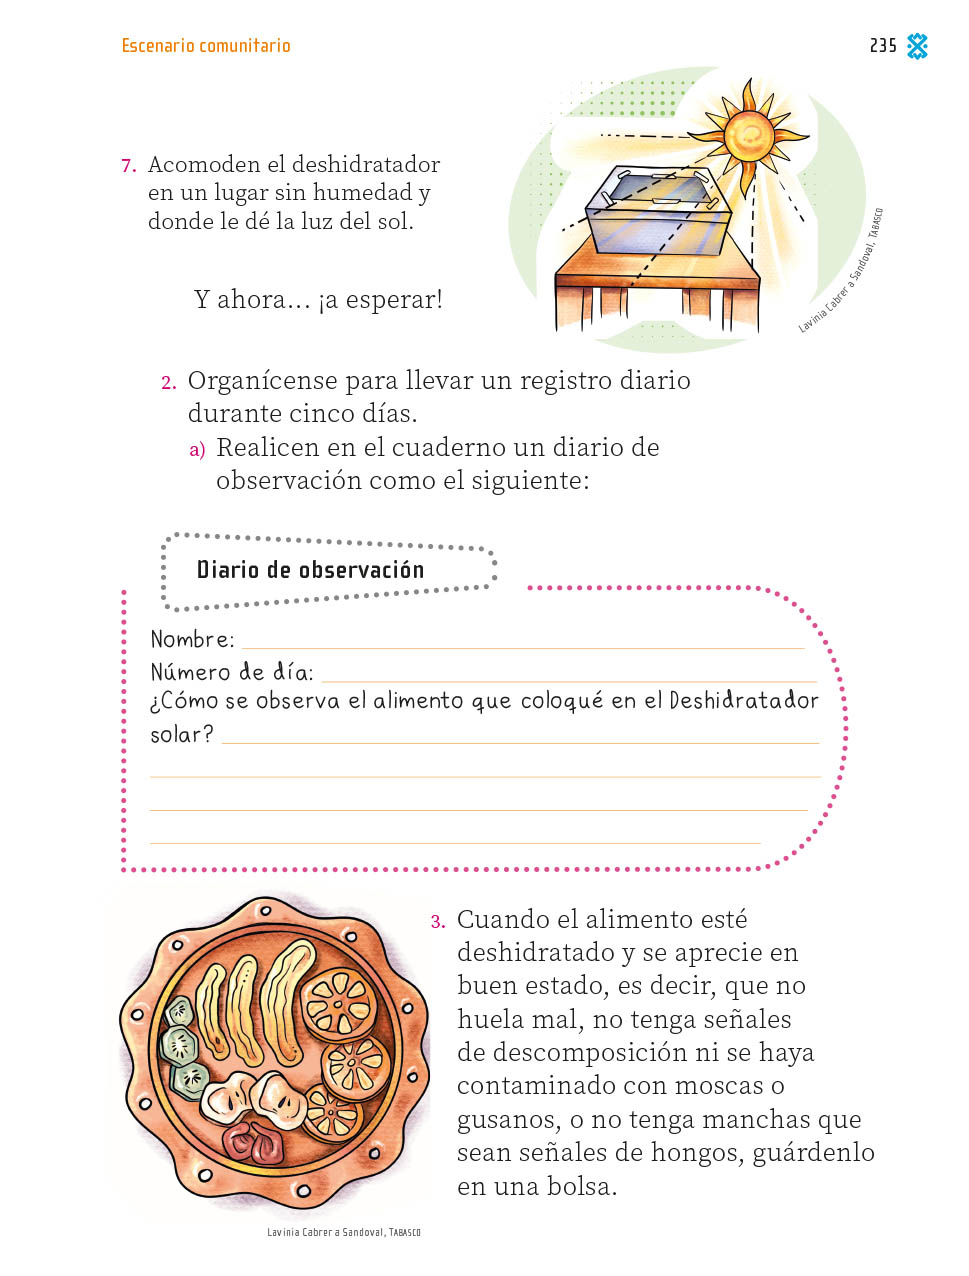 Escenario comunitario
235
7. Acomoden el deshidratador
en un lugar sin humedad y
donde le dé la luz del sol.
Lavinia Cabrer a Sandoval, TABASCO
Y ahora... ¡a esperar!
2. Organícense para llevar un registro diario
durante cinco días.
a) Realicen en el cuaderno un diario de
observación como el siguiente:
Diario de observación
Nombre:
Número de día:
¿Cómo se observa el alimento que coloqué en el Deshidratador
solar?
3. Cuando el alimento esté
deshidratado y se aprecie en
buen estado, es decir, que no
huela mal, no tenga señales
de descomposición ni se haya
contaminado con moscas o
gusanos, o no tenga manchas que
sean señales de hongos, guárdenlo
en una bolsa.
Lavinia Cabrer a Sandoval, TABASCO